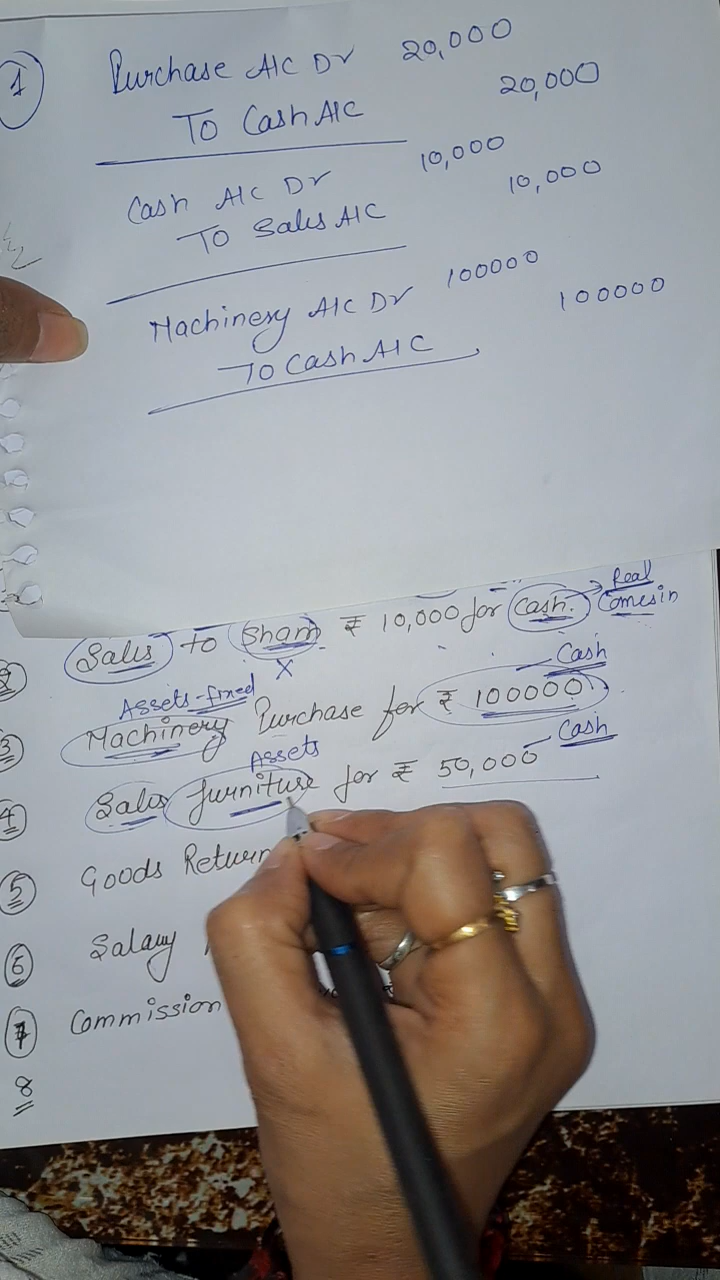 1
Purchase A/C Dr 20,000
To Cash A/C 20,000
Cash A/C Dr 10,000
To Sales A/C 10,000
Machinery A/C Dr 100000
To Cash A/C 100000
Real
Sales to Sham ₹ 10,000 for Cash. Comes in
X
Cash
Assets-fixed
3 Machinery Purchase for ₹ 100000
Cash
Assets
4 Sales furniture for ₹ 50,000
5 Goods Return
6 Salary
7 Commission
8